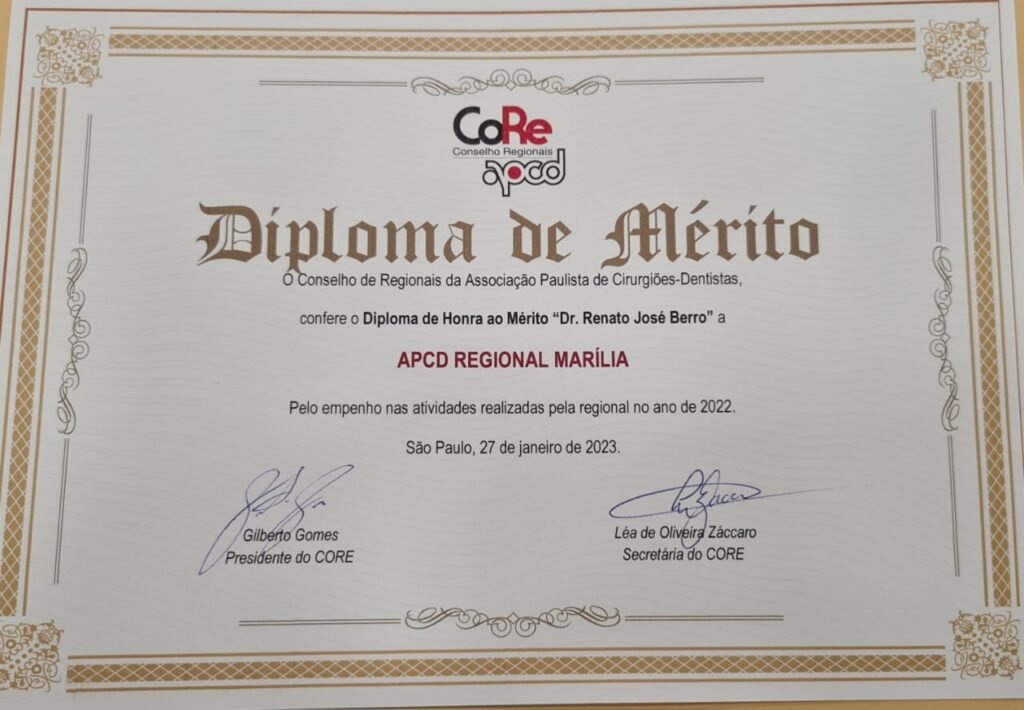 CoRe
Conselho Regionais
apcd
Diploma de Mérito
O Conselho de Regionais da Associação Paulista de Cirurgiões-Dentistas,
confere o Diploma de Honra ao Mérito “Dr. Renato José Berro” a
APCD REGIONAL MARÍLIA
Pelo empenho nas atividades realizadas pela regional no ano de 2022.
São Paulo, 27 de janeiro de 2023.
Gilberto Gomes
Presidente do CORE
Léa de Oliveira Záccaro
Secretária do CORE